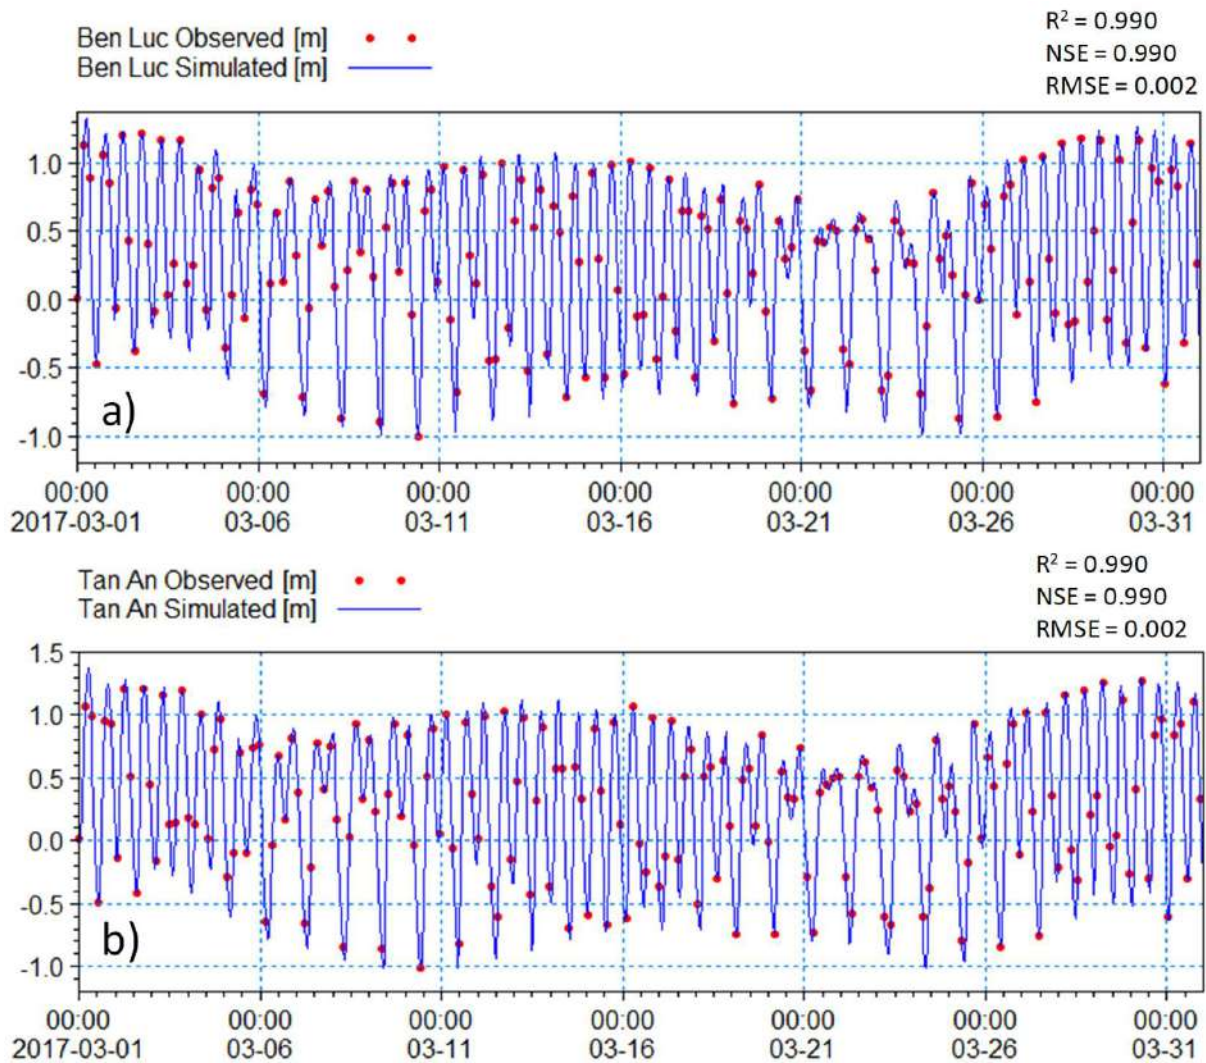 Ben Luc Observed [m]
Ben Luc Simulated [m]
R² = 0.990
NSE = 0.990
RMSE = 0.002
1.0
0.5
0.0
-0.5
-1.0
a)
00:00 00:00 00:00 00:00 00:00 00:00 00:00
2017-03-01 03-06 03-11 03-16 03-21 03-26 03-31
Tan An Observed [m]
Tan An Simulated [m]
R² = 0.990
NSE = 0.990
RMSE = 0.002
1.5
1.0
0.5
0.0
-0.5
-1.0
b)
00:00 00:00 00:00 00:00 00:00 00:00 00:00
2017-03-01 03-06 03-11 03-16 03-21 03-26 03-31